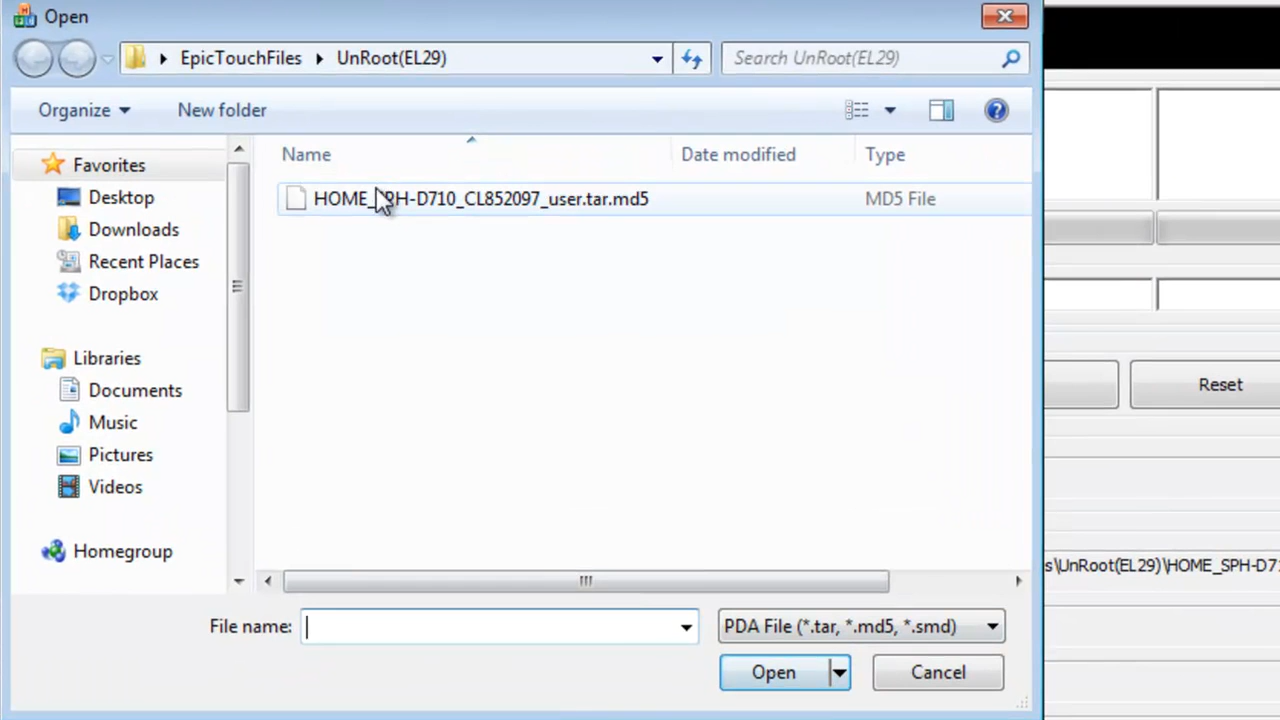 Open
EpicTouchFiles UnRoot(EL29) Search UnRoot(EL29)
Organize New folder
Favorites
Desktop
Downloads
Recent Places
Dropbox
Libraries
Documents
Music
Pictures
Videos
Homegroup
Name Date modified Type
HOME_SPH-D710_CL852097_user.tar.md5 MD5 File
Reset
s\UnRoot(EL29)\HOME_SPH-D7
File name: PDA File (*.tar, *.md5, *.smd)
Open Cancel